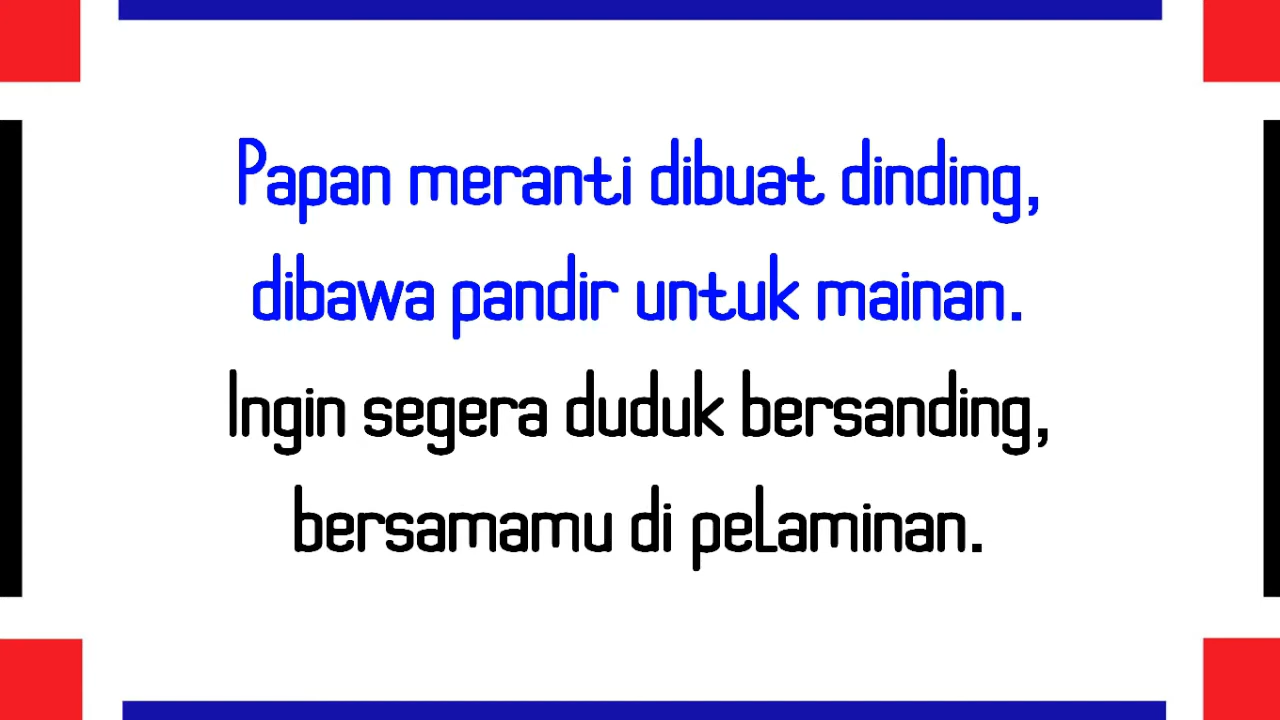 Papan meranti dibuat dinding,
dibawa pandir untuk mainan.
Ingin segera duduk bersanding,
bersamamu di pelaminan.